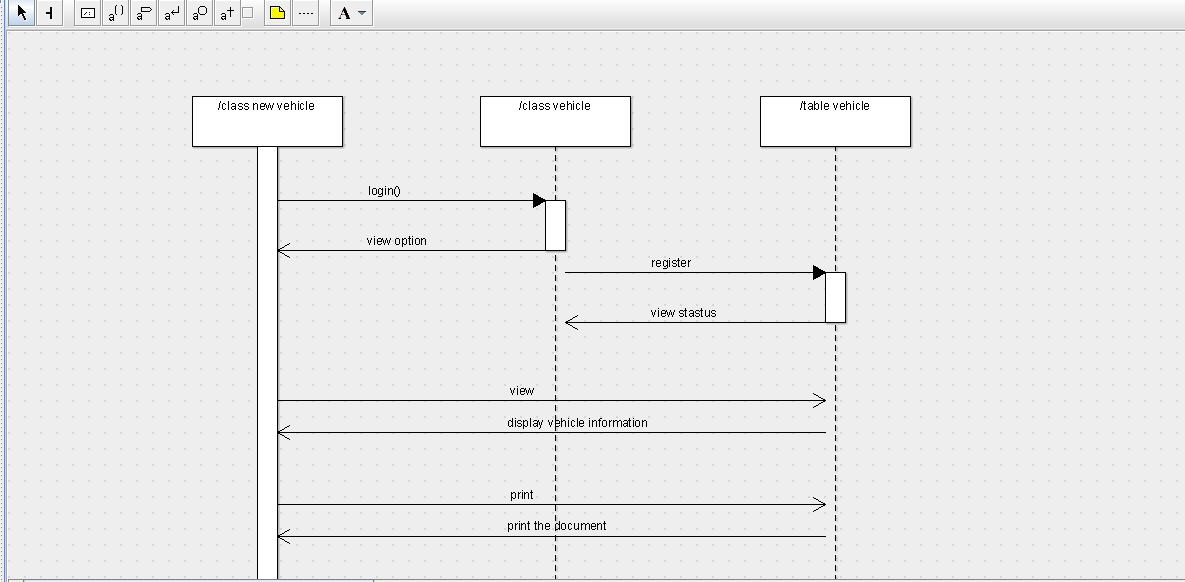 a() a a a a†
A
/class new vehicle
/class vehicle
/table vehicle
login()
view option
register
view stastus
view
display vehicle information
print
print the document